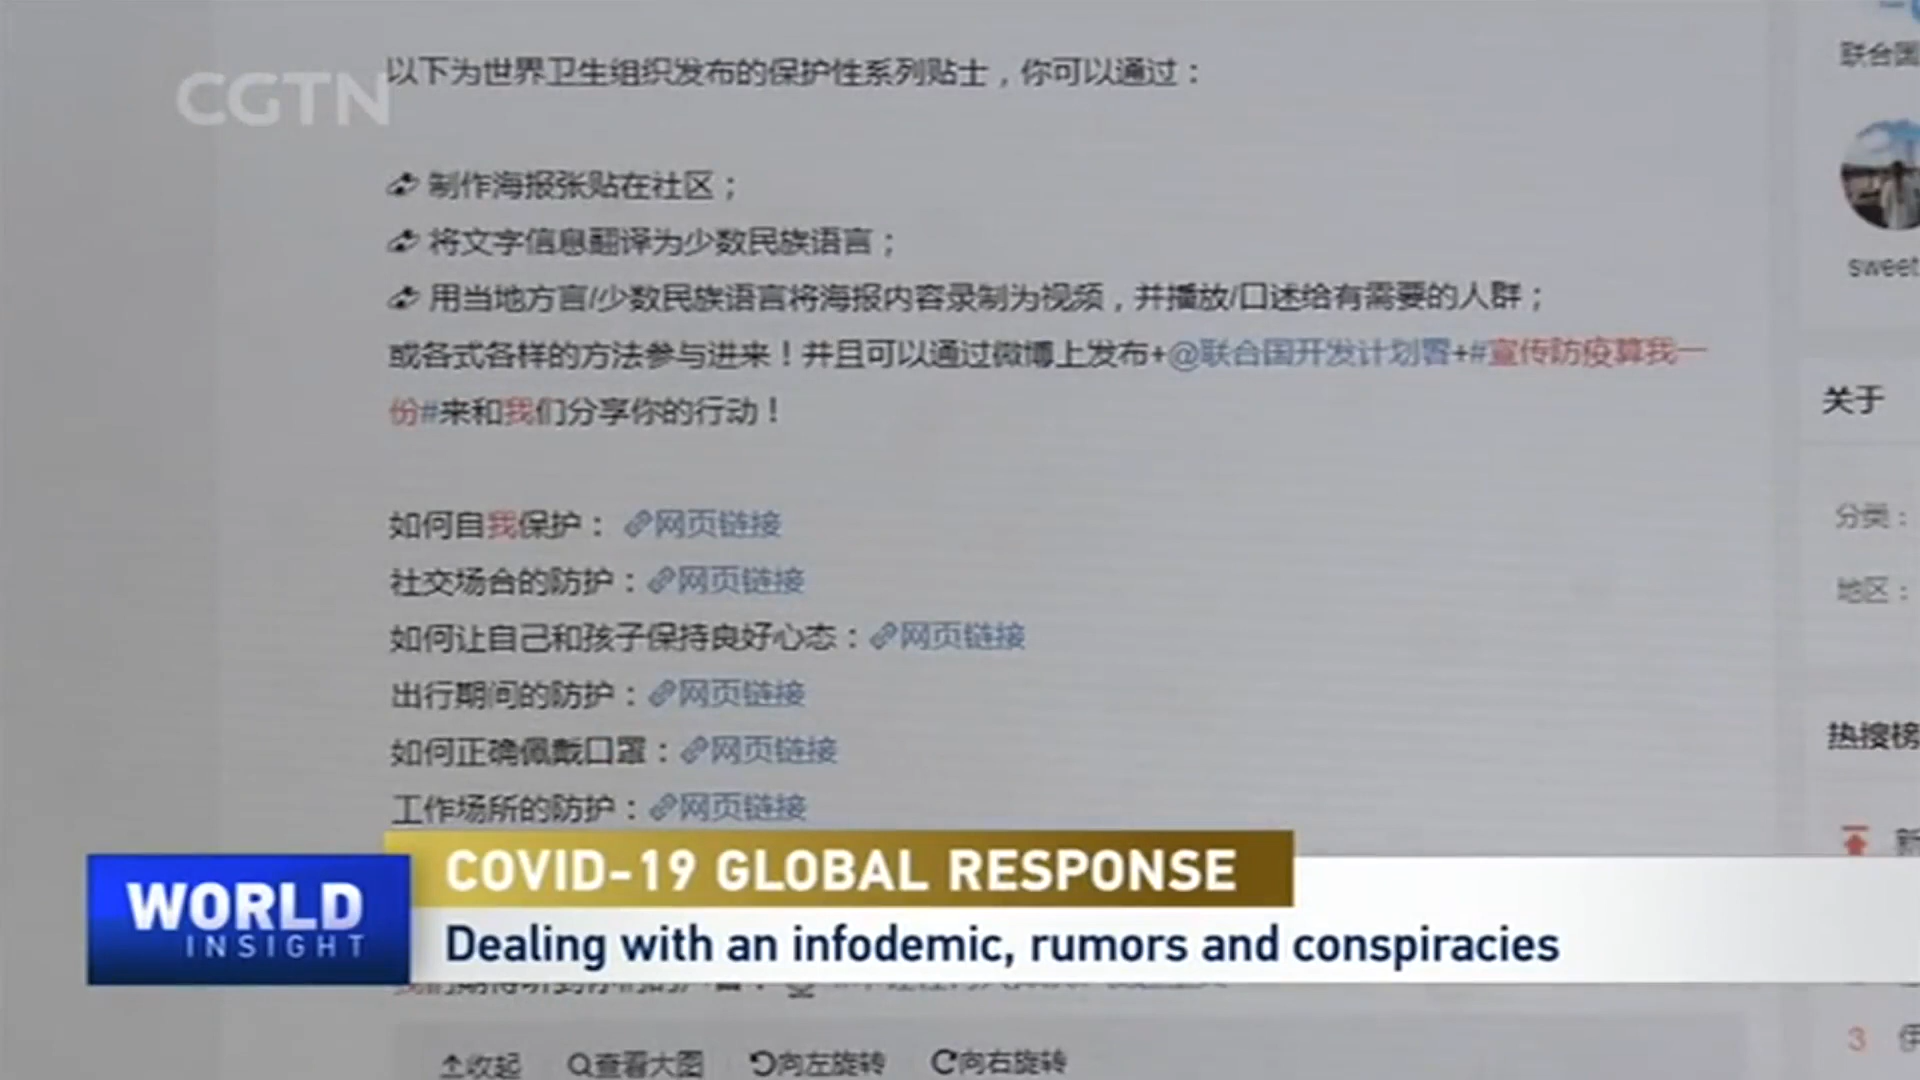 CGTN
以下为世界卫生组织发布的保护性系列贴士，你可以通过：
制作海报张贴在社区；
将文字信息翻译为少数民族语言；
用当地方言/少数民族语言将海报内容录制为视频，并播放/口述给有需要的人群；
或各式各样的方法参与进来！并且可以通过微博上发布+@联合国开发计划署+#宣传防疫算我一
份#来和我们分享你的行动！
如何自我保护：网页链接
社交场合的防护：网页链接
如何让自己和孩子保持良好心态：网页链接
出行期间的防护：网页链接
如何正确佩戴口罩：网页链接
工作场所的防护：网页链接
联合国
sweet
关于
分类：
地区：
热搜榜
新
3
COVID-19 GLOBAL RESPONSE
WORLD
INSIGHT
Dealing with an infodemic, rumors and conspiracies
收起 查看大图 向左旋转 向右旋转